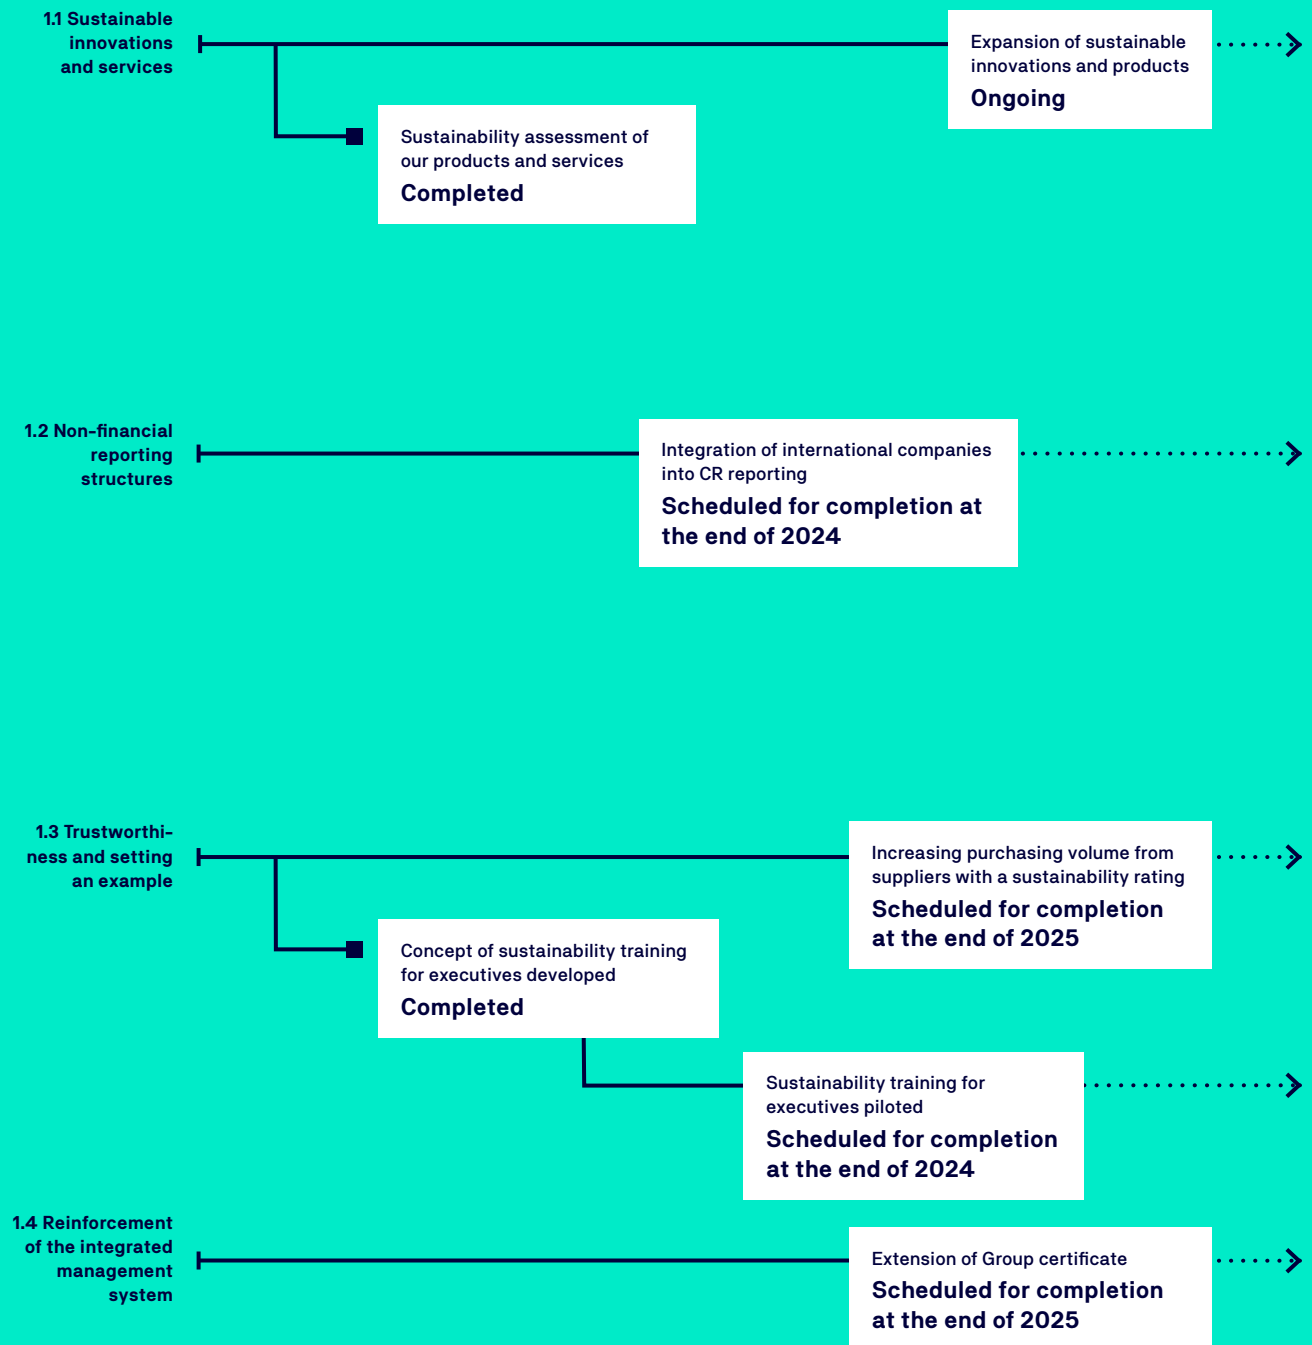 1.1 Sustainable
innovations
and services
Expansion of sustainable
innovations and products
Ongoing
Sustainability assessment of
our products and services
Completed
1.2 Non-financial
reporting
structures
Integration of international companies
into CR reporting
Scheduled for completion at
the end of 2024
1.3 Trustworthi-
ness and setting
an example
Increasing purchasing volume from
suppliers with a sustainability rating
Scheduled for completion
at the end of 2025
Concept of sustainability training
for executives developed
Completed
Sustainability training for
executives piloted
Scheduled for completion
at the end of 2024
1.4 Reinforcement
of the integrated
management
system
Extension of Group certificate
Scheduled for completion
at the end of 2025